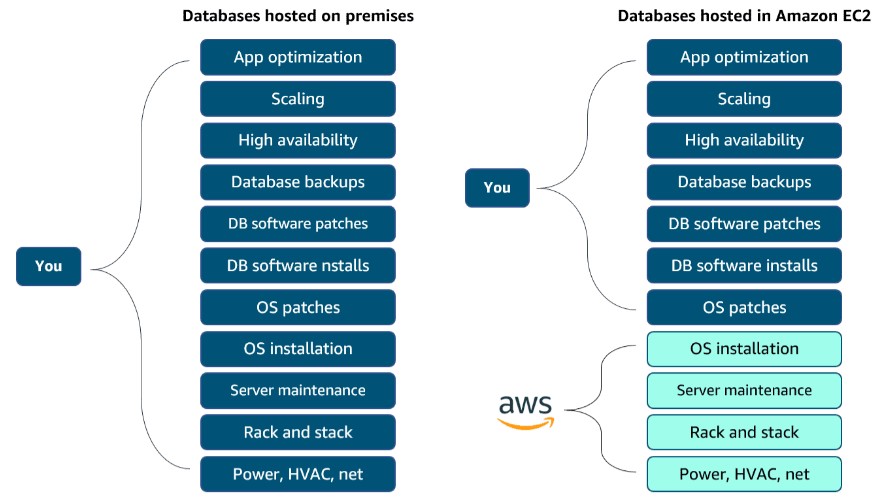 Databases hosted on premises
App optimization
Scaling
High availability
Database backups
DB software patches
DB software nstalls
OS patches
OS installation
Server maintenance
Rack and stack
Power, HVAC, net
You
Databases hosted in Amazon EC2
App optimization
Scaling
High availability
Database backups
DB software patches
DB software installs
OS patches
OS installation
Server maintenance
Rack and stack
Power, HVAC, net
You
aws